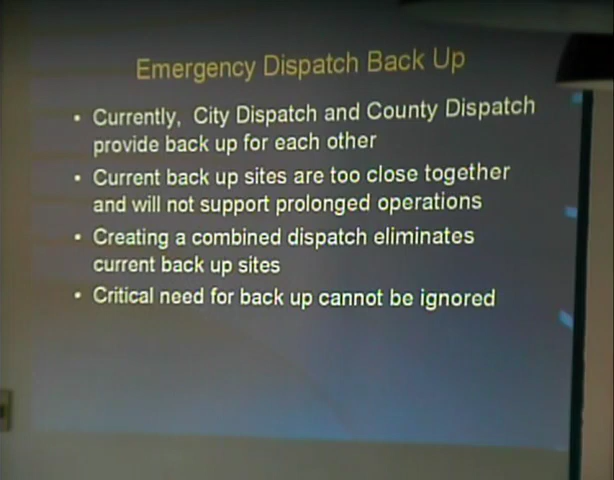 Emergency Dispatch Back Up
• Currently, City Dispatch and County Dispatch
provide back up for each other
• Current back up sites are too close together
and will not support prolonged operations
• Creating a combined dispatch eliminates
current back up sites
• Critical need for back up cannot be ignored